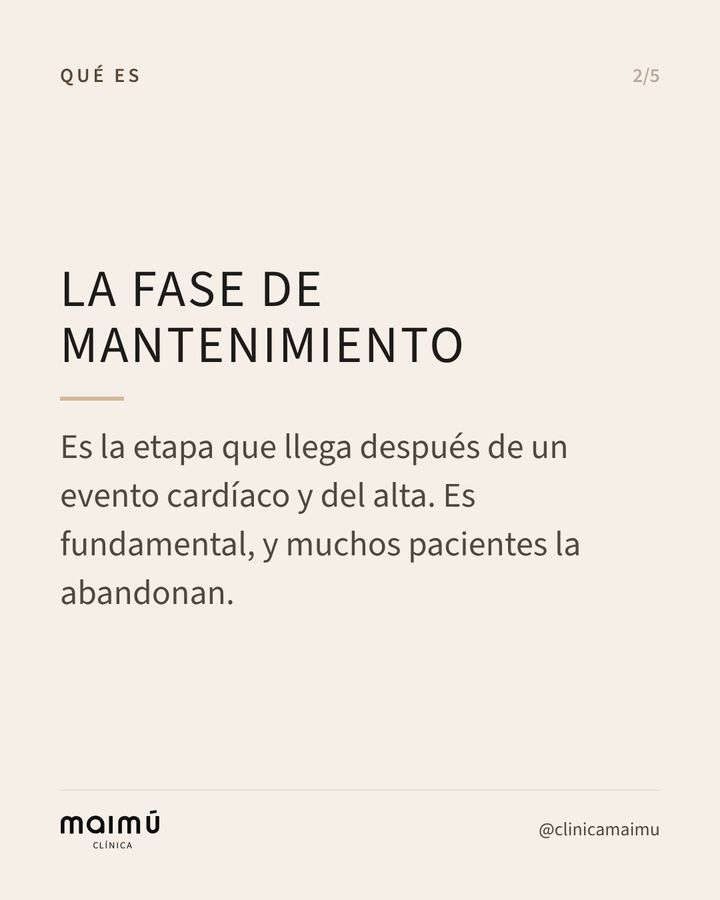 QUÉ ES
2/5
LA FASE DE
MANTENIMIENTO
Es la etapa que llega después de un
evento cardíaco y del alta. Es
fundamental, y muchos pacientes la
abandonan.
maimú
CLÍNICA
@clinicamaimu